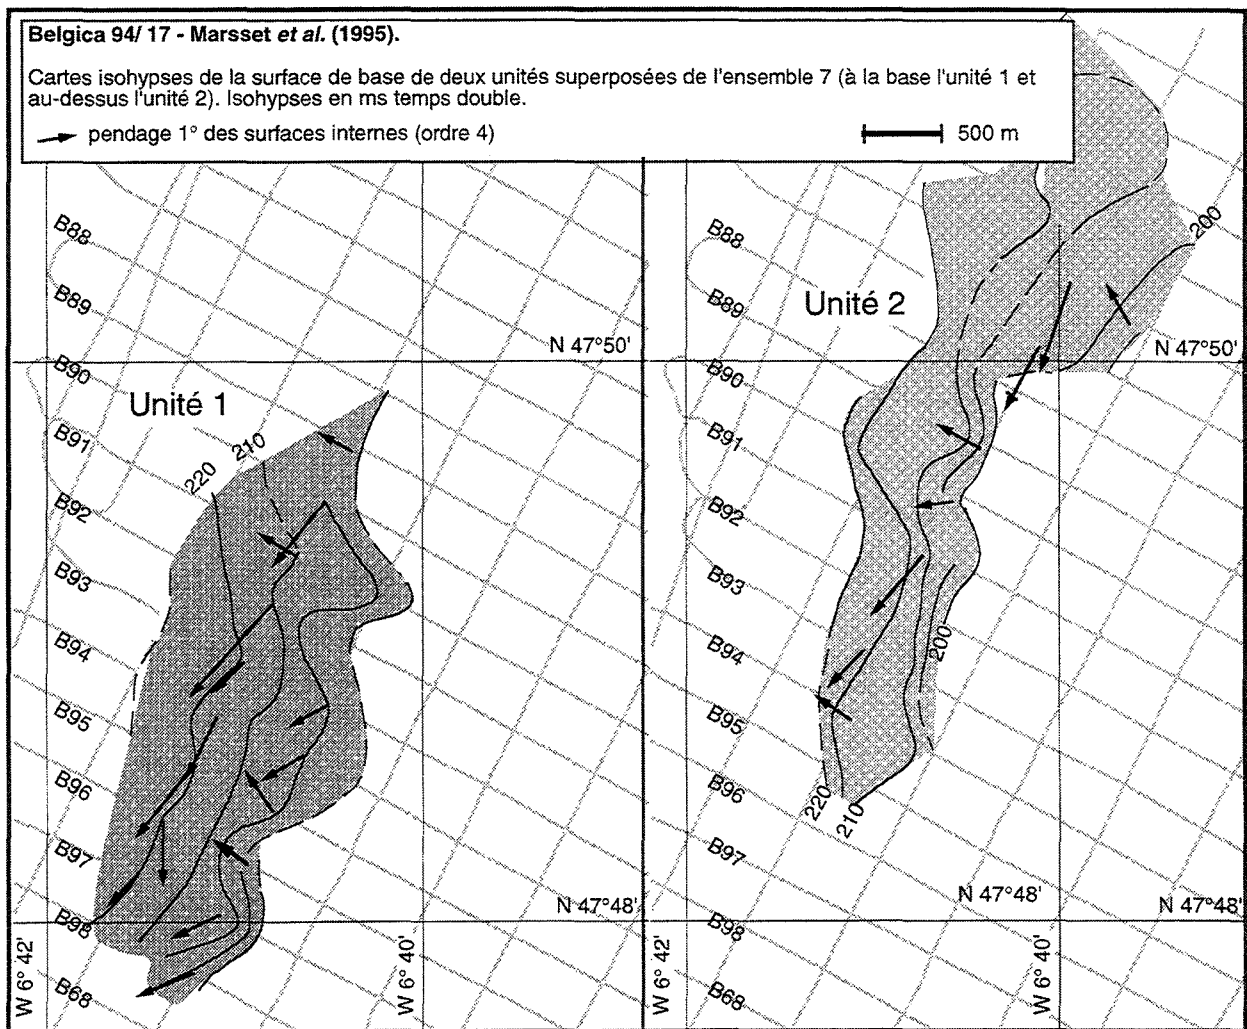 Belgica 94/ 17 - Marsset et al. (1995).
Cartes isohypses de la surface de base de deux unités superposées de l'ensemble 7 (à la base l'unité 1 et
au-dessus l'unité 2). Isohypses en ms temps double.
pendage 1° des surfaces internes (ordre 4)
500 m
B88
B89
B90
B91
B92
B93
B94
B95
B96
B97
B98
B68
Unité 1
220
210
N 47°50'
N 47°48'
W 6° 42'
W 6° 40'
B88
B89
B90
B91
B92
B93
B94
B95
B96
B97
B98
B68
Unité 2
200
N 47°50'
200
220
210
N 47°48'
N 47°48'
W 6° 42'
W 6° 40'